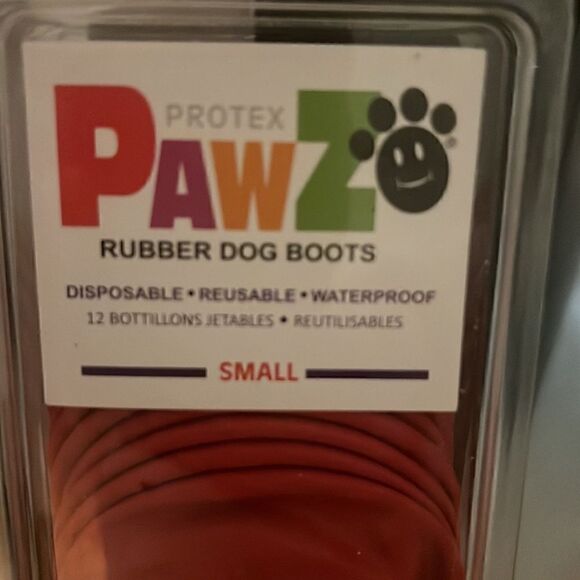 PROTEX
PAWZ
RUBBER DOG BOOTS
DISPOSABLE • REUSABLE • WATERPROOF
12 BOTTILLONS JETABLES • REUTILISABLES
SMALL